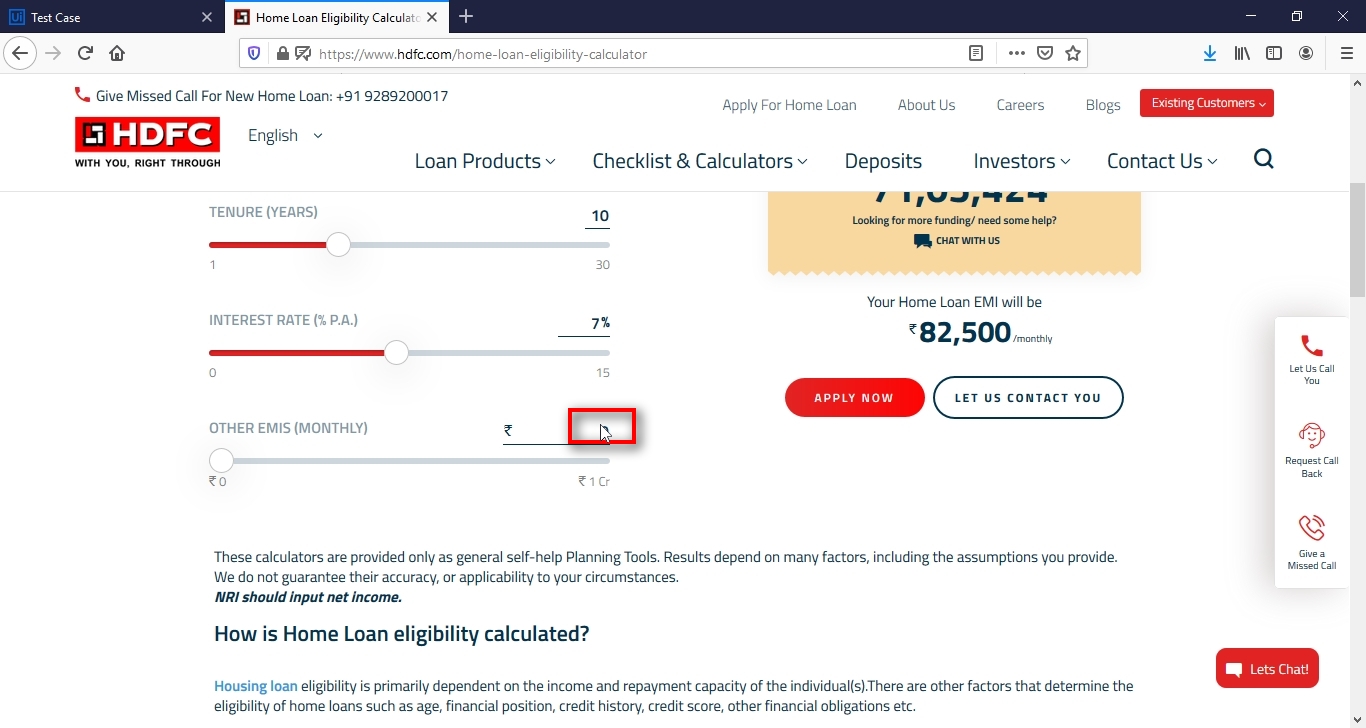 Test Case
Home Loan Eligibility Calculato
https://www.hdfc.com/home-loan-eligibility-calculator
Give Missed Call For New Home Loan: +91 9289200017
Apply For Home Loan
About Us
Careers
Blogs
Existing Customers
HDFC
WITH YOU, RIGHT THROUGH
English
Loan Products
Checklist & Calculators
Deposits
Investors
Contact Us
TENURE (YEARS)
10
1
30
INTEREST RATE (% P.A.)
7%
0
15
OTHER EMIS (MONTHLY)
₹
₹ 0
₹ 1 Cr
71,05,424
Looking for more funding/ need some help?
CHAT WITH US
Your Home Loan EMI will be
₹82,500/monthly
APPLY NOW
LET US CONTACT YOU
Let Us Call
You
Request Call
Back
Give a
Missed Call
These calculators are provided only as general self-help Planning Tools. Results depend on many factors, including the assumptions you provide.
We do not guarantee their accuracy, or applicability to your circumstances.
NRI should input net income.
How is Home Loan eligibility calculated?
Housing loan eligibility is primarily dependent on the income and repayment capacity of the individual(s).There are other factors that determine the
eligibility of home loans such as age, financial position, credit history, credit score, other financial obligations etc.
Lets Chat!